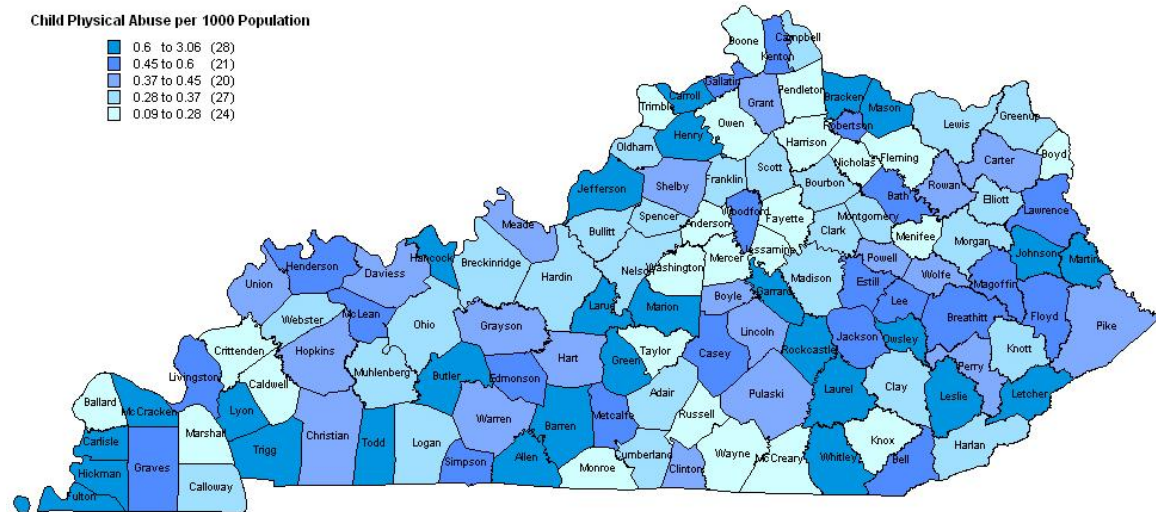 Child Physical Abuse per 1000 Population
0.6 to 3.06 (28)
0.45 to 0.6 (21)
0.37 to 0.45 (20)
0.28 to 0.37 (27)
0.09 to 0.28 (24)
Boone
Campbell
Kenton
Gallatin
Pendleton
Carroll
Grant
Bracken
Mason
Trimble
Owen
Robertson
Lewis
Greenup
Henry
Harrison
Oldham
Nicholas
Fleming
Boyd
Carter
Scott
Franklin
Bourbon
Rowan
Jefferson
Shelby
Bath
Elliott
Lawrence
Spencer
Woodford
Fayette
Montgomery
Anderson
Clark
Menifee
Morgan
Meade
Bullitt
Jessamine
Hancock
Henderson
Daviess
Breckinridge
Hardin
Nelson
Washington
Mercer
Madison
Powell
Wolfe
Johnson
Martin
Union
Estill
Magoffin
Garrard
Boyle
Lee
McLean
Webster
Ohio
Larue
Marion
Breathitt
Floyd
Pike
Grayson
Lincoln
Jackson
Owsley
Crittenden
Hopkins
Hart
Taylor
Casey
Rockcastle
Knott
Green
Perry
Livingston
Caldwell
Muhlenberg
Butler
Edmonson
Adair
Pulaski
Laurel
Clay
Leslie
Letcher
Ballard
McCracken
Lyon
Warren
Metcalfe
Russell
Carlisle
Marshall
Christian
Barren
Knox
Trigg
Todd
Logan
Cumberland
Wayne
McCreary
Whitley
Bell
Harlan
Hickman
Graves
Simpson
Allen
Monroe
Clinton
Calloway
Fulton